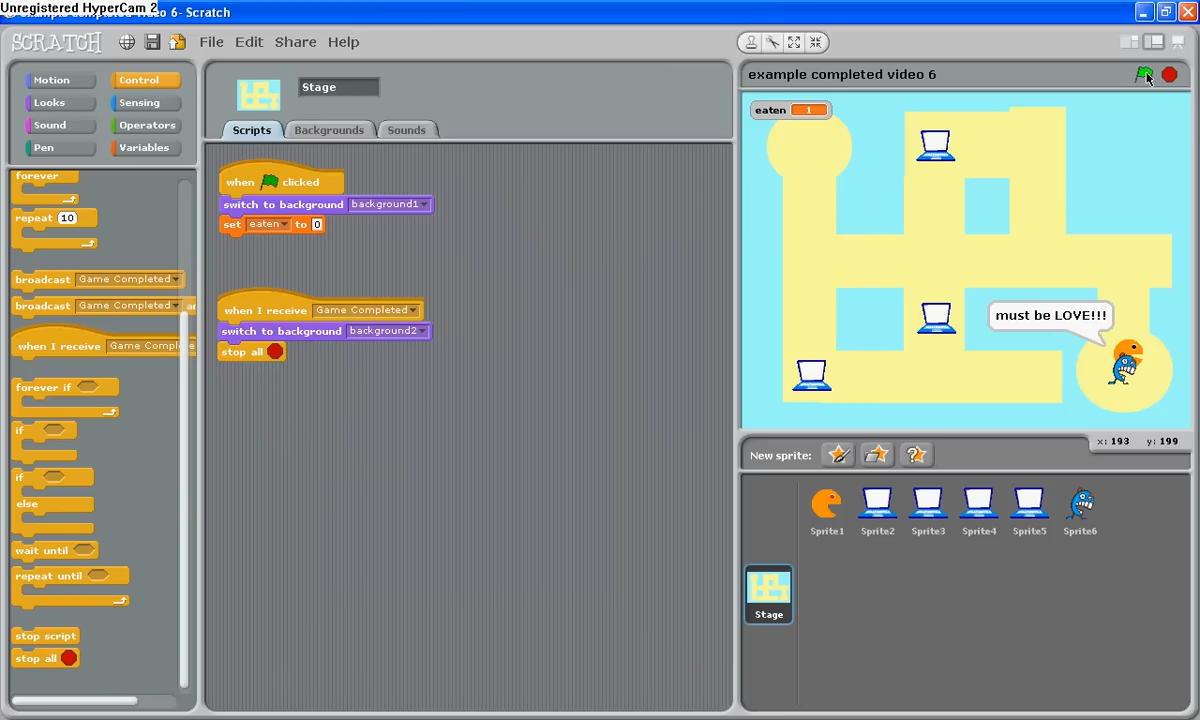 Unregistered HyperCam 2
video 6- Scratch
SCRATCH
File Edit Share Help
Motion Control
Looks Sensing
Sound Operators
Pen Variables
forever
repeat 10
broadcast Game Completed
broadcast Game Completed
when I receive Game Comple
forever if
if
if
else
wait until
repeat until
stop script
stop all
Stage
Scripts Backgrounds Sounds
when clicked
switch to background background1
set eaten to 0
when I receive Game Completed
switch to background background2
stop all
example completed video 6
eaten 1
must be LOVE!!!
x: 193 y: 199
New sprite:
Sprite1 Sprite2 Sprite3 Sprite4 Sprite5 Sprite6
Stage